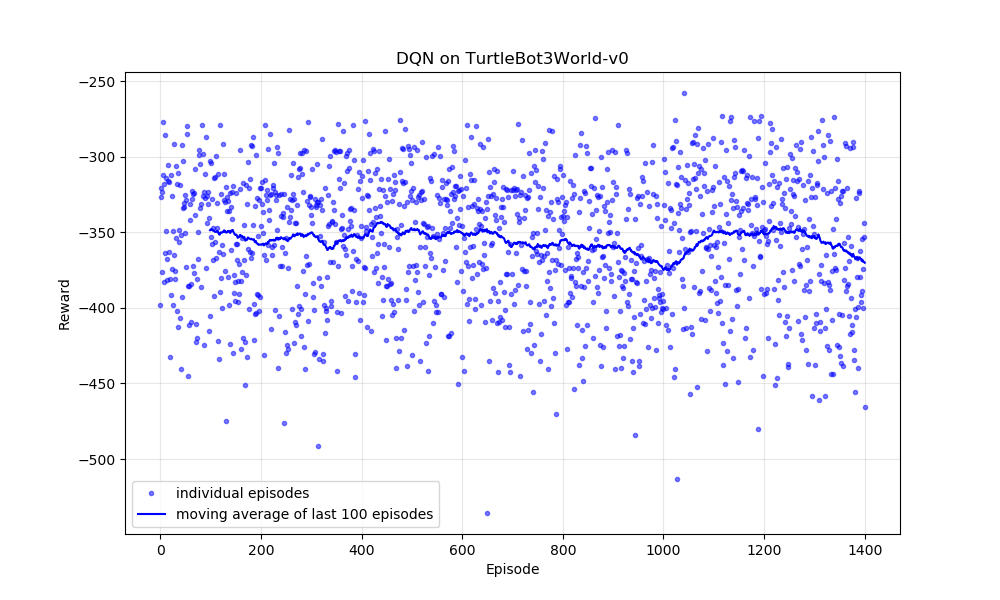 DQN on TurtleBot3World-v0
−250
−300
−350
−400
−450
−500
Reward
individual episodes
moving average of last 100 episodes
0 200 400 600 800 1000 1200 1400
Episode